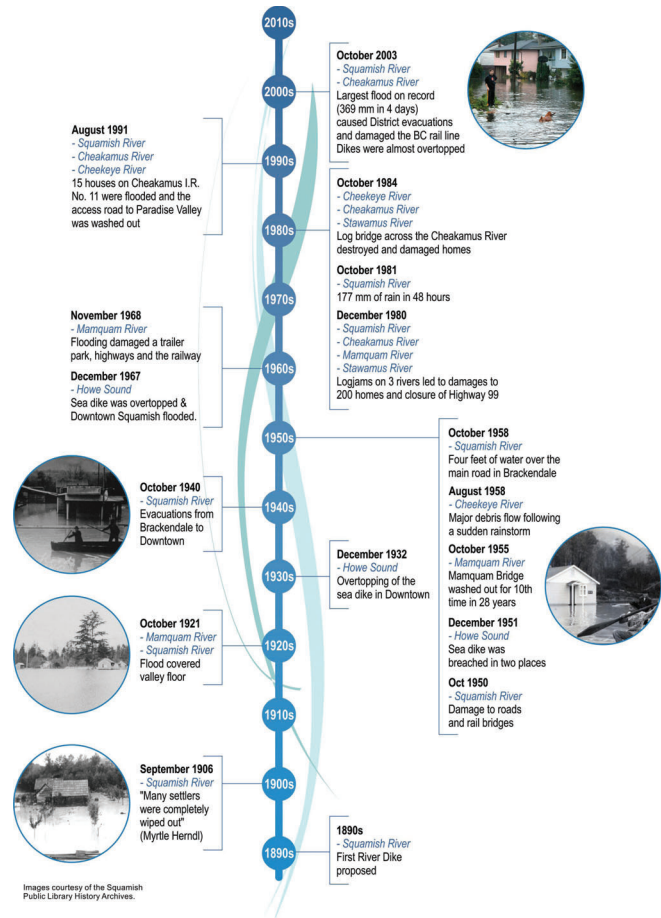 2010s
October 2003
- Squamish River
- Cheakamus River
Largest flood on record
(369 mm in 4 days)
caused District evacuations
and damaged the BC rail line
Dikes were almost overtopped
2000s
August 1991
- Squamish River
- Cheakamus River
- Cheekeye River
15 houses on Cheakamus I.R.
No. 11 were flooded and the
access road to Paradise Valley
was washed out
1990s
October 1984
- Cheekeye River
- Cheakamus River
- Stawamus River
Log bridge across the Cheakamus River
destroyed and damaged homes
October 1981
- Squamish River
177 mm of rain in 48 hours
December 1980
- Squamish River
- Cheakamus River
- Mamquam River
- Stawamus River
Logjams on 3 rivers led to damages to
200 homes and closure of Highway 99
1980s
1970s
November 1968
- Mamquam River
Flooding damaged a trailer
park, highways and the railway
December 1967
- Howe Sound
Sea dike was overtopped &
Downtown Squamish flooded.
1960s
1950s
October 1958
- Squamish River
Four feet of water over the
main road in Brackendale
August 1958
- Cheekeye River
Major debris flow following
a sudden rainstorm
October 1955
- Mamquam River
Mamquam Bridge
washed out for 10th
time in 28 years
December 1951
- Howe Sound
Sea dike was
breached in two places
Oct 1950
- Squamish River
Damage to roads
and rail bridges
October 1940
- Squamish River
Evacuations from
Brackendale to
Downtown
1940s
December 1932
- Howe Sound
Overtopping of the
sea dike in Downtown
1930s
October 1921
- Mamquam River
- Squamish River
Flood covered
valley floor
1920s
1910s
September 1906
- Squamish River
"Many settlers
were completely
wiped out"
(Myrtle Herndl)
1900s
1890s
1890s
- Squamish River
First River Dike
proposed
Images courtesy of the Squamish
Public Library History Archives.